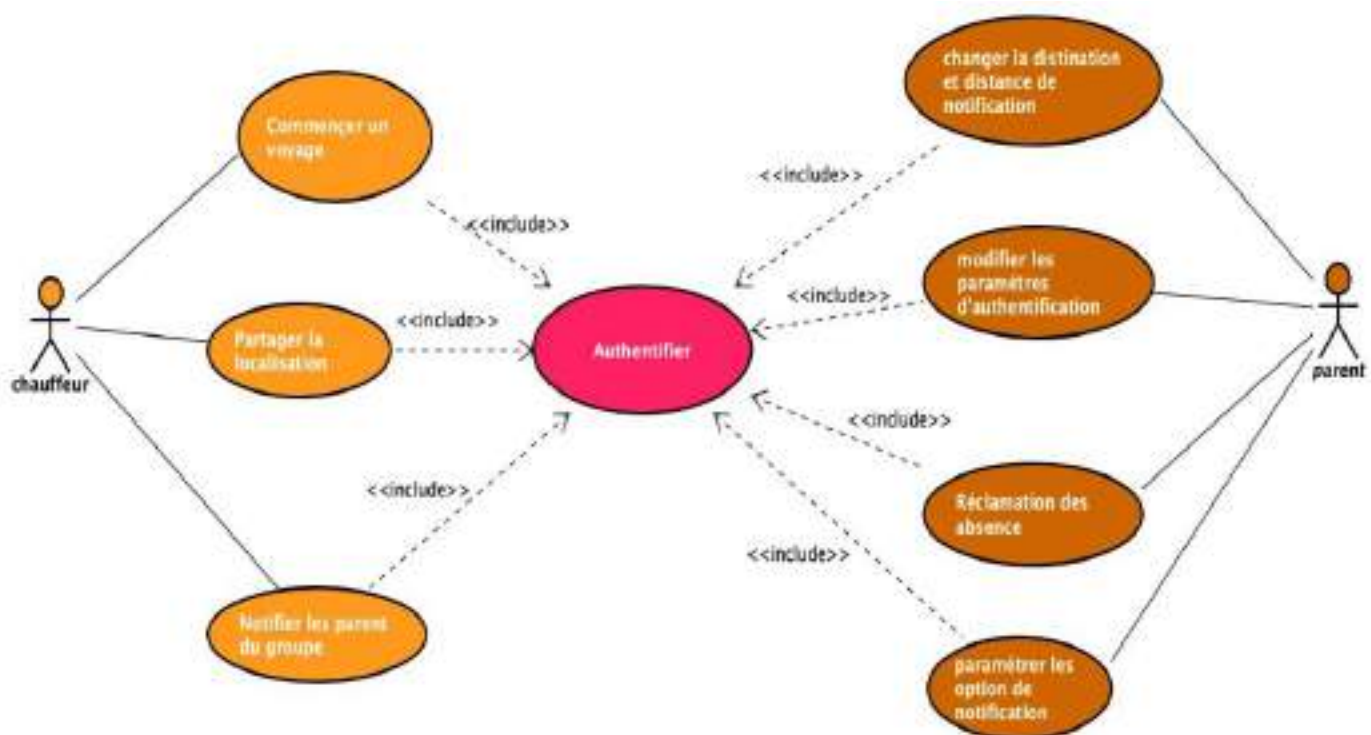 changer la distination
et distance de
notification
Commençer un
voyage
<<include>>
<<include>>
modifier les
paramètres
d'authentification
<<include>>
Partager la
localisation
<<include>>
Authentifier
chauffeur
parent
<<include>>
Réclamation des
absence
<<include>>
<<include>>
Notifier les parent
du groupe
paramétrer les
option de
notification